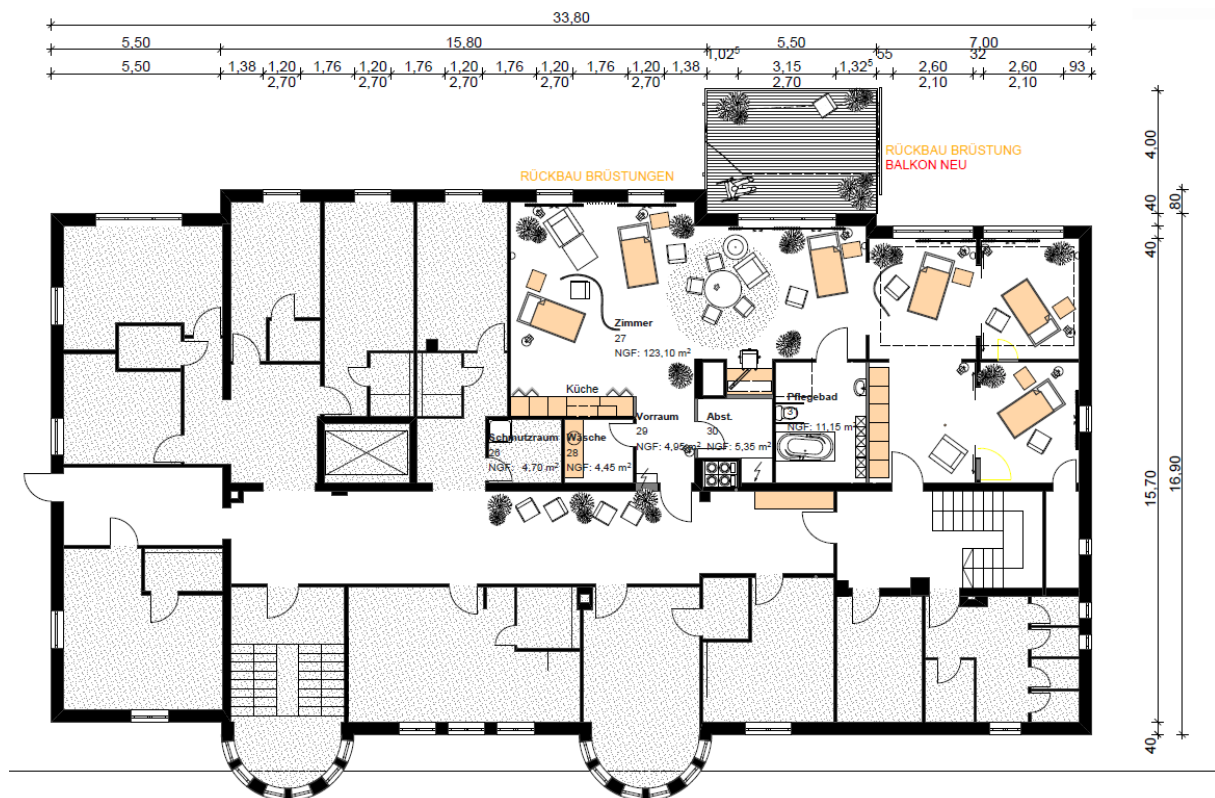 33,80
5,50 15,80 5,50 7,00
5,50 1,38 1,20 1,76 1,20 1,76 1,20 1,76 1,20 1,76 1,20 1,38 1,02⁵ 3,15 1,32⁵ 55 2,60 32 2,60 93
2,70 2,70 2,70 2,70 2,70 2,70 2,10 2,10
4,00
RÜCKBAU BRÜSTUNG
BALKON NEU
RÜCKBAU BRÜSTUNGEN
40
80
40
Zimmer
27
NGF: 123,10 m²
Küche
Pflegebad
3
NGF: 11,15 m²
Vorraum
29
NGF: 4,95 m²
Abst.
30
NGF: 5,35 m²
Schmutzraum
26
NGF: 4,70 m²
Wäsche
28
NGF: 4,45 m²
15,70
16,90
40